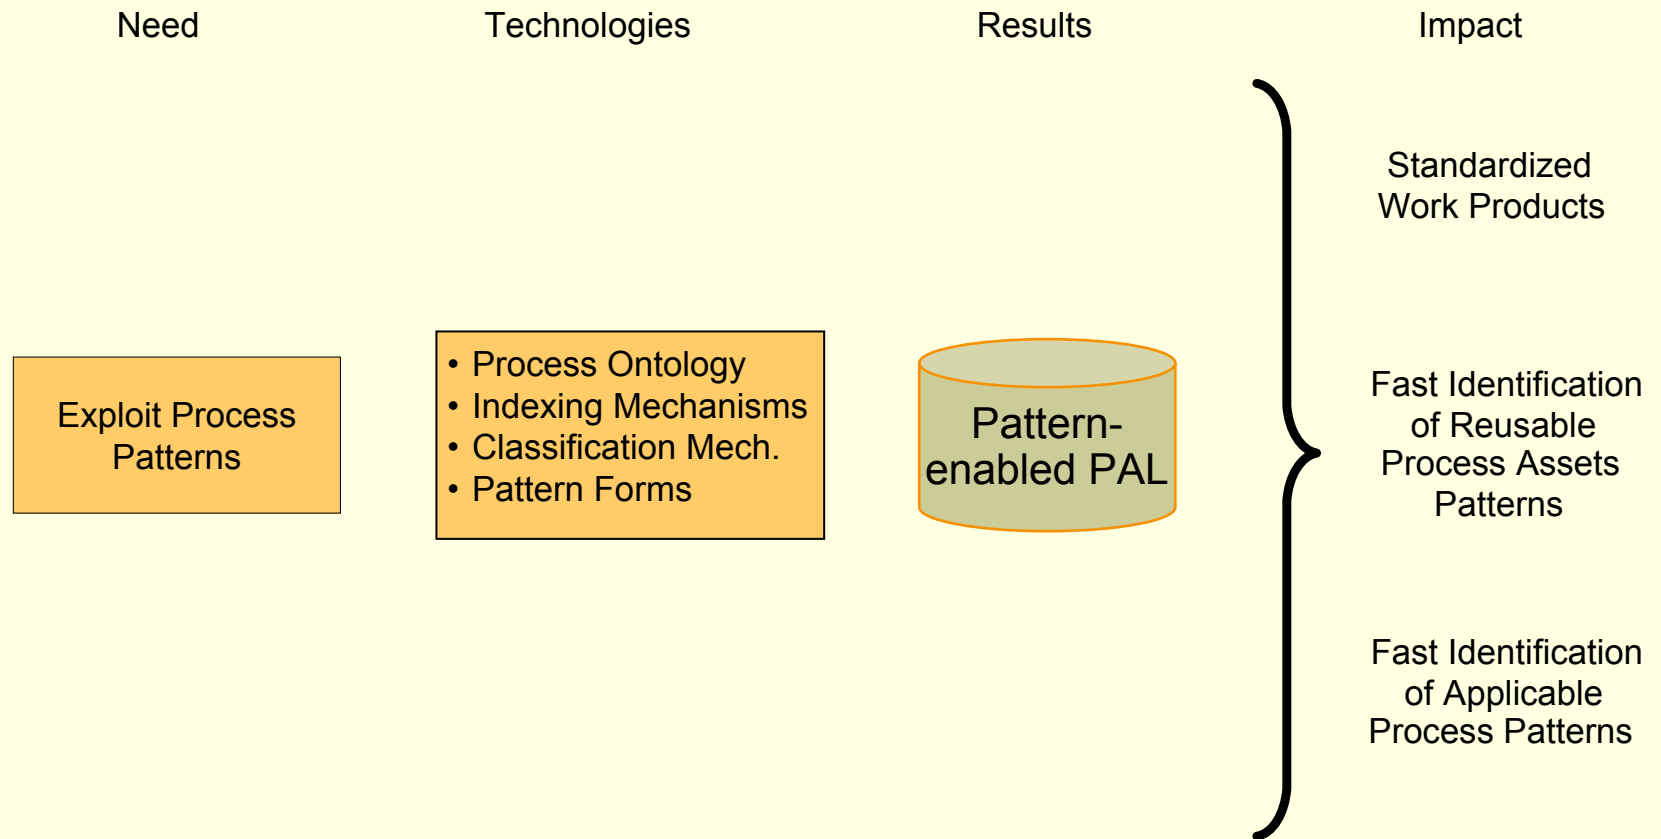 Need
Technologies
Results
Impact
Exploit Process
Patterns
• Process Ontology
• Indexing Mechanisms
• Classification Mech.
• Pattern Forms
Pattern-
enabled PAL
Standardized
Work Products
Fast Identification
of Reusable
Process Assets
Patterns
Fast Identification
of Applicable
Process Patterns